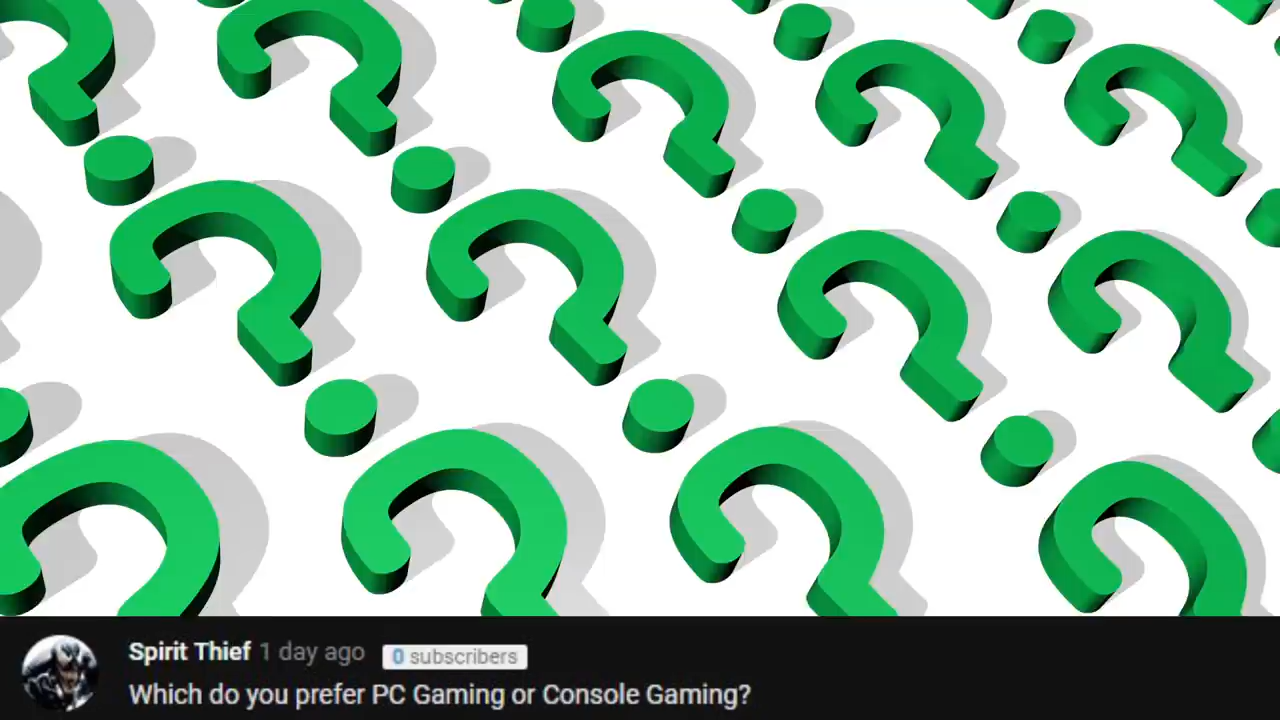 Spirit Thief 1 day ago 0 subscribers
Which do you prefer PC Gaming or Console Gaming?